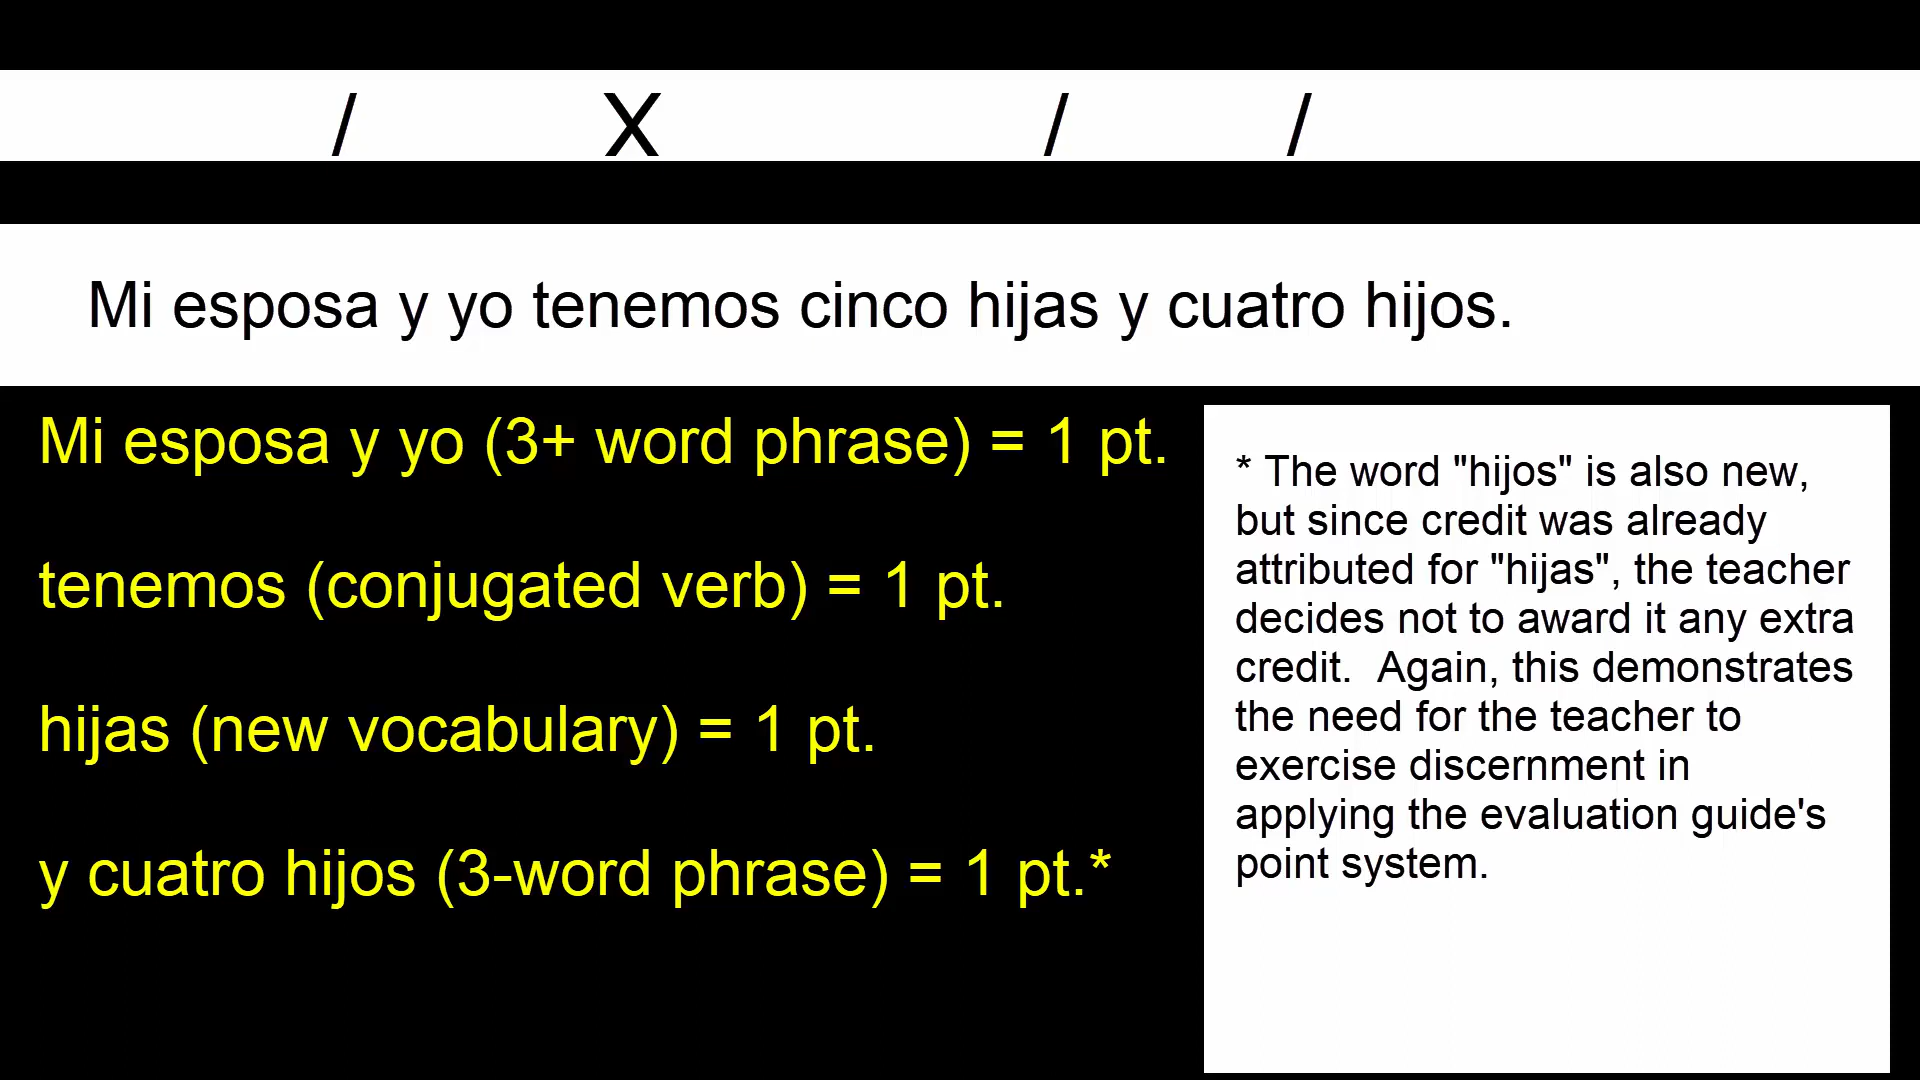 / X / /
Mi esposa y yo tenemos cinco hijas y cuatro hijos.
Mi esposa y yo (3+ word phrase) = 1 pt.
tenemos (conjugated verb) = 1 pt.
hijas (new vocabulary) = 1 pt.
y cuatro hijos (3-word phrase) = 1 pt.*
* The word "hijos" is also new,
but since credit was already
attributed for "hijas", the teacher
decides not to award it any extra
credit.  Again, this demonstrates
the need for the teacher to
exercise discernment in
applying the evaluation guide's
point system.